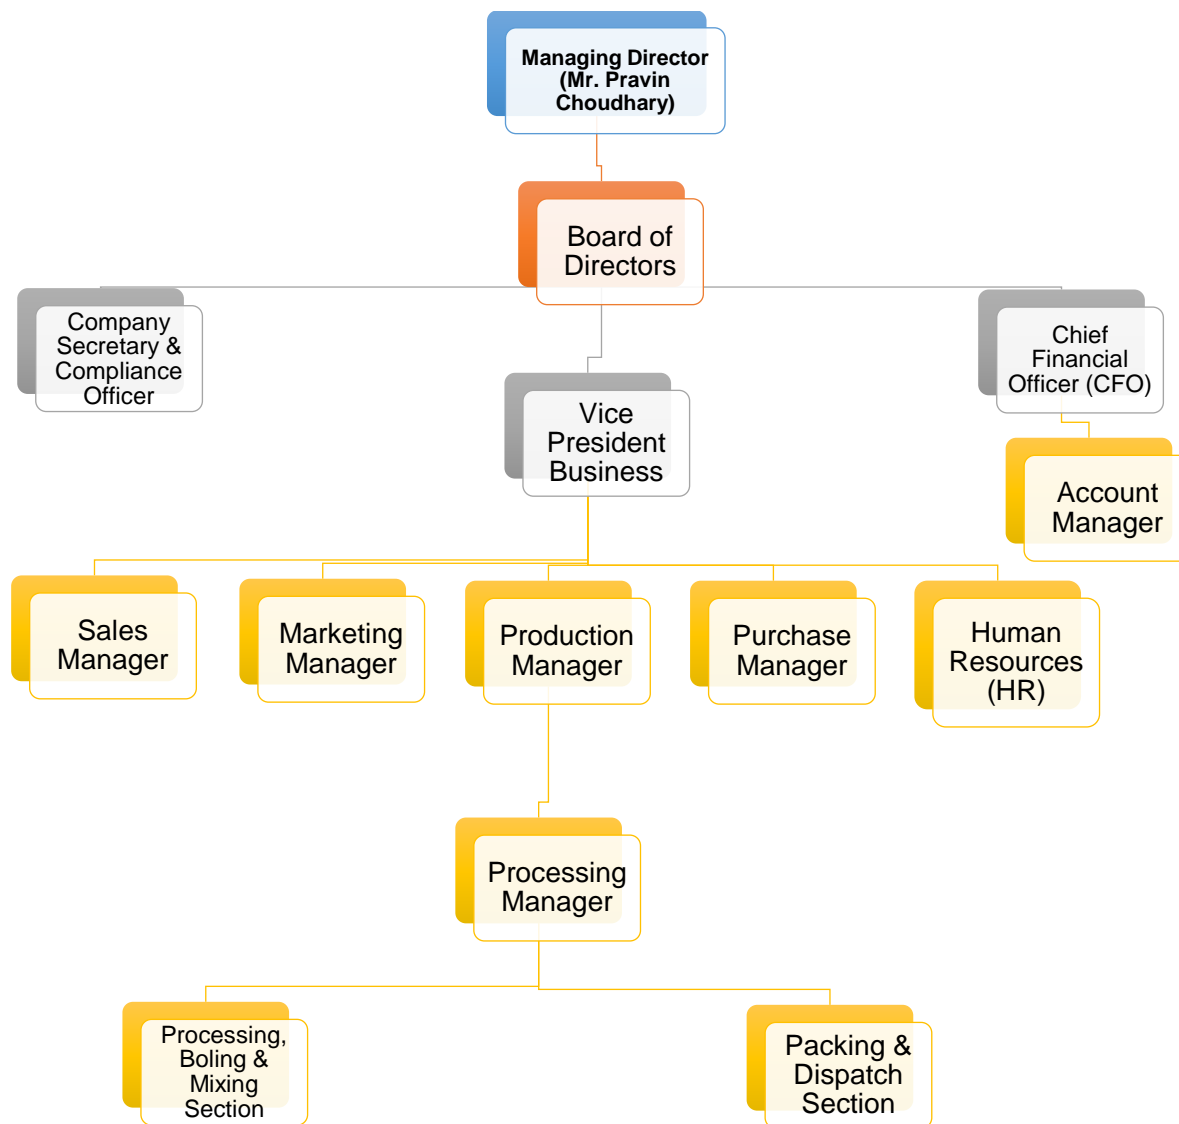 Managing Director
(Mr. Pravin
Choudhary)
Board of
Directors
Company
Secretary &
Compliance
Officer
Vice
President
Business
Chief
Financial
Officer (CFO)
Account
Manager
Sales
Manager
Marketing
Manager
Production
Manager
Purchase
Manager
Human
Resources
(HR)
Processing
Manager
Processing,
Boling &
Mixing
Section
Packing &
Dispatch
Section